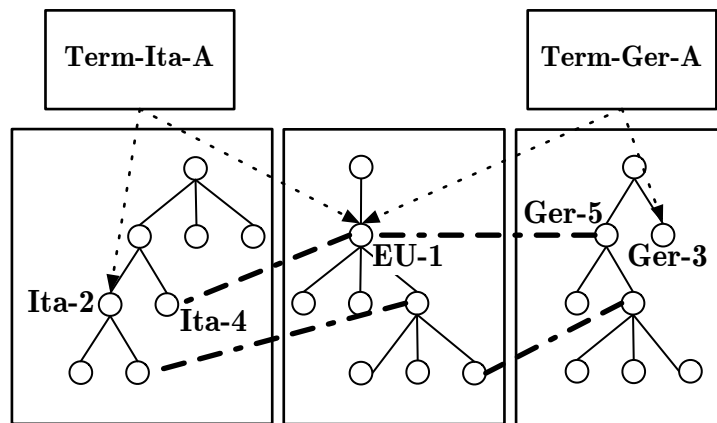 Term-Ita-A
Term-Ger-A
Ger-5
EU-1
Ger-3
Ita-2
Ita-4